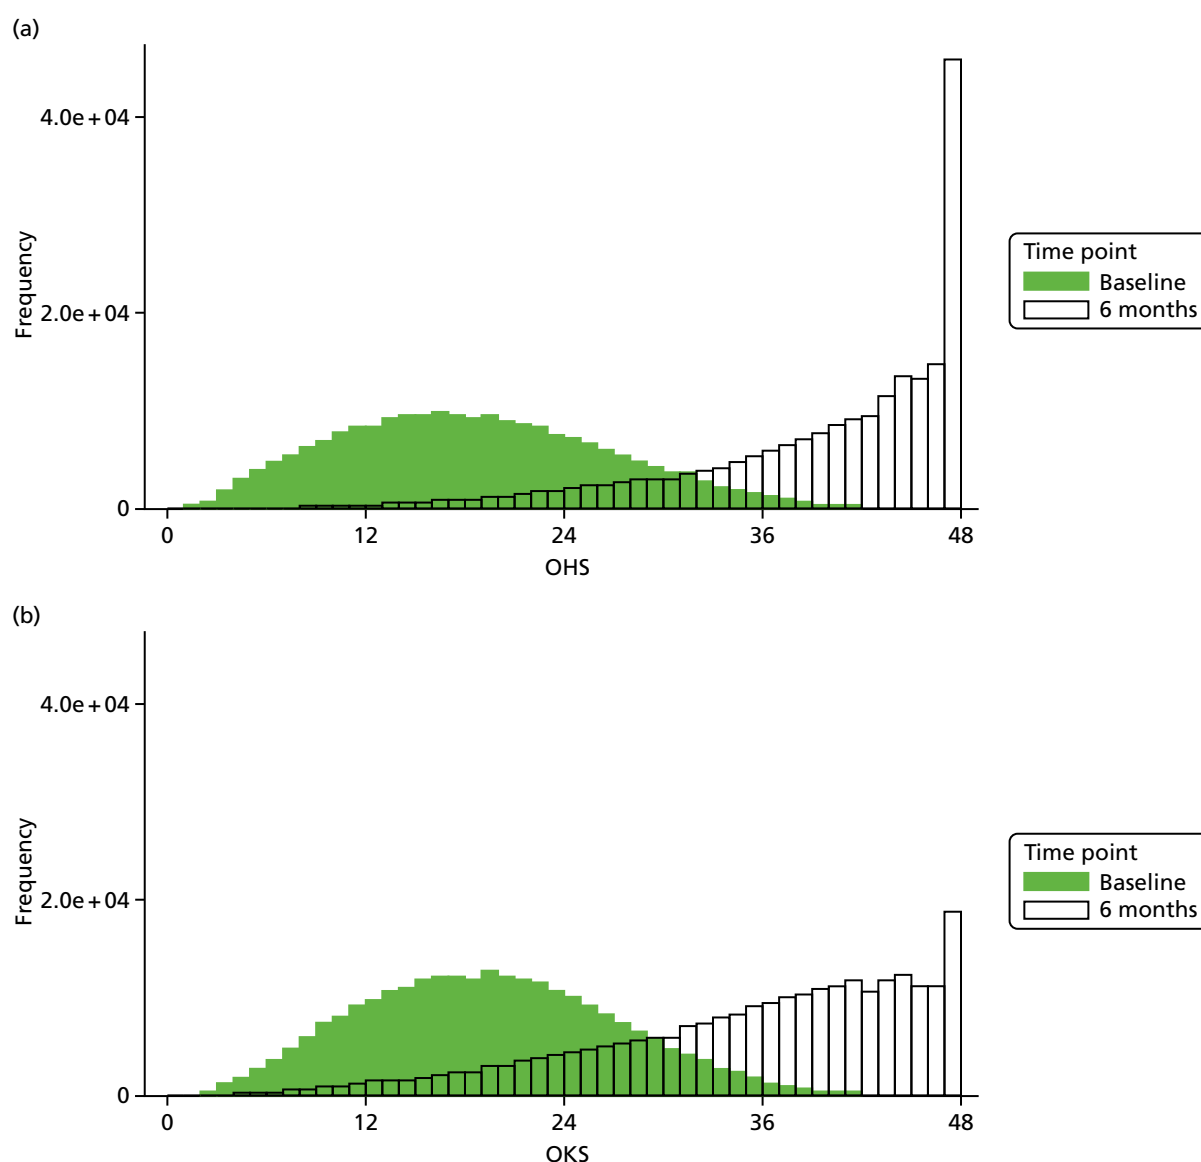 (a)
4.0e + 04
2.0e + 04
0
Frequency
0 12 24 36 48
OHS
Time point
Baseline
6 months
(b)
4.0e + 04
2.0e + 04
0
Frequency
0 12 24 36 48
OKS
Time point
Baseline
6 months